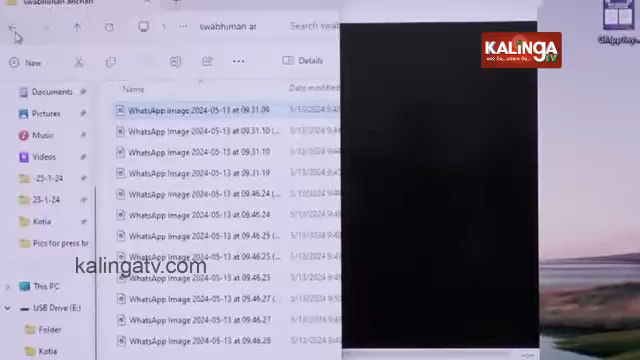 swabhiman anchan
swabhiman ar
Search swab
New
Details
Name
Date modified
Documents
Pictures
Music
Videos
-25-1-24
25-1-24
Kotia
Pics for press br
This PC
USB Drive (E:)
Folder
Kotia
WhatsApp Image 2024-05-13 at 09.31.09
WhatsApp Image 2024-05-13 at 09.31.10 (...
WhatsApp Image 2024-05-13 at 09.31.10
WhatsApp Image 2024-05-13 at 09.31.19
WhatsApp Image 2024-05-13 at 09.46.24 (...
WhatsApp Image 2024-05-13 at 09.46.24
WhatsApp Image 2024-05-13 at 09.46.25 (...
WhatsApp Image 2024-05-13 at 09.46.25 (...
WhatsApp Image 2024-05-13 at 09.46.25
WhatsApp Image 2024-05-13 at 09.46.27 (...
WhatsApp Image 2024-05-13 at 09.46.27
WhatsApp Image 2024-05-13 at 09.46.28
KALINGA
TV
kalingatv.com